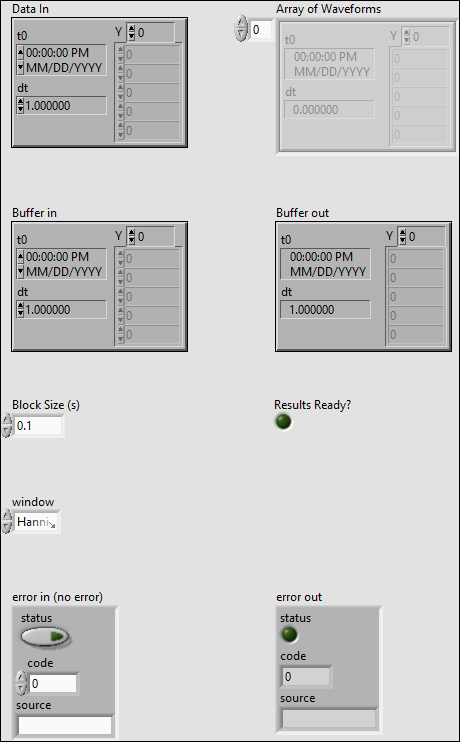 Data In
t0
Y 0
00:00:00 PM
MM/DD/YYYY
dt
1.000000
0
0
0
0
0
Array of Waveforms
0
t0
Y 0
00:00:00 PM
MM/DD/YYYY
dt
0.000000
0
0
0
0
0
Buffer in
t0
Y 0
00:00:00 PM
MM/DD/YYYY
dt
1.000000
0
0
0
0
0
Buffer out
t0
Y 0
00:00:00 PM
MM/DD/YYYY
dt
1.000000
0
0
0
0
0
Block Size (s)
0.1
Results Ready?
window
Hanni
error in (no error)
status
code
0
source
error out
status
code
0
source